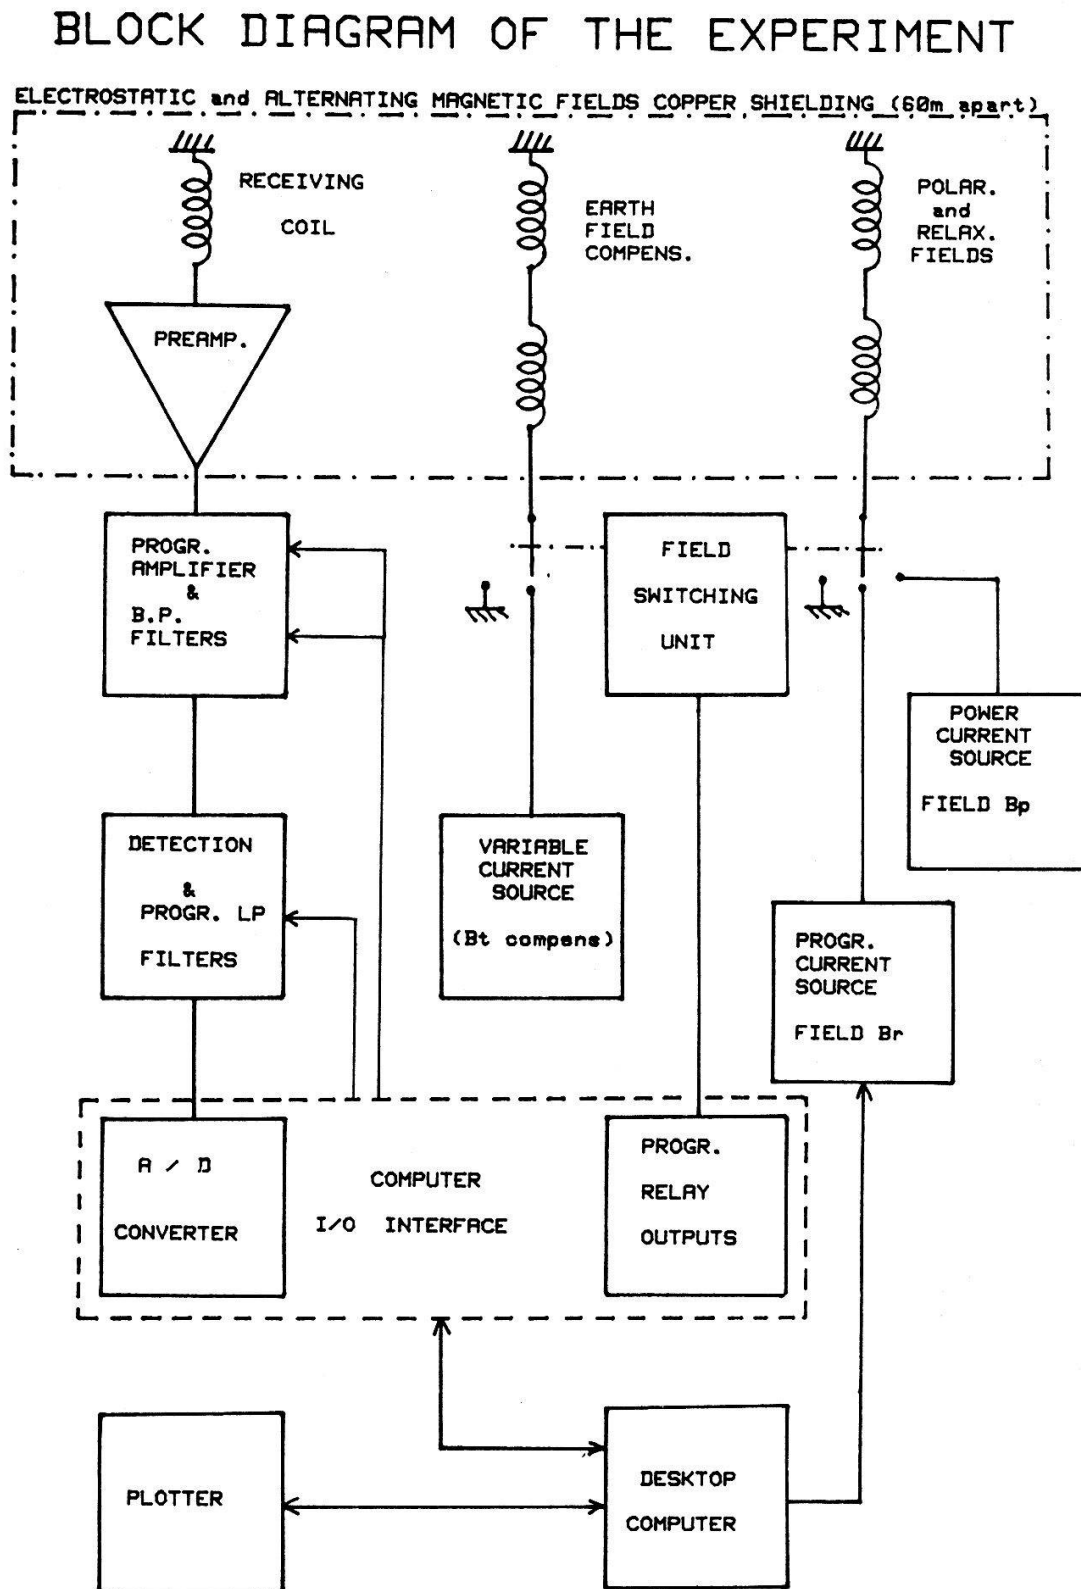 BLOCK DIAGRAM OF THE EXPERIMENT
ELECTROSTATIC and ALTERNATING MAGNETIC FIELDS COPPER SHIELDING (60m apart)
RECEIVING
COIL
EARTH
FIELD
COMPENS.
POLAR.
and
RELAX.
FIELDS
PREAMP.
PROGR.
AMPLIFIER
&
B.P.
FILTERS
FIELD
SWITCHING
UNIT
POWER
CURRENT
SOURCE
FIELD Bp
DETECTION
&
PROGR. LP
FILTERS
VARIABLE
CURRENT
SOURCE
(Bt compens)
PROGR.
CURRENT
SOURCE
FIELD Br
A / D
CONVERTER
COMPUTER
I/O INTERFACE
PROGR.
RELAY
OUTPUTS
PLOTTER
DESKTOP
COMPUTER